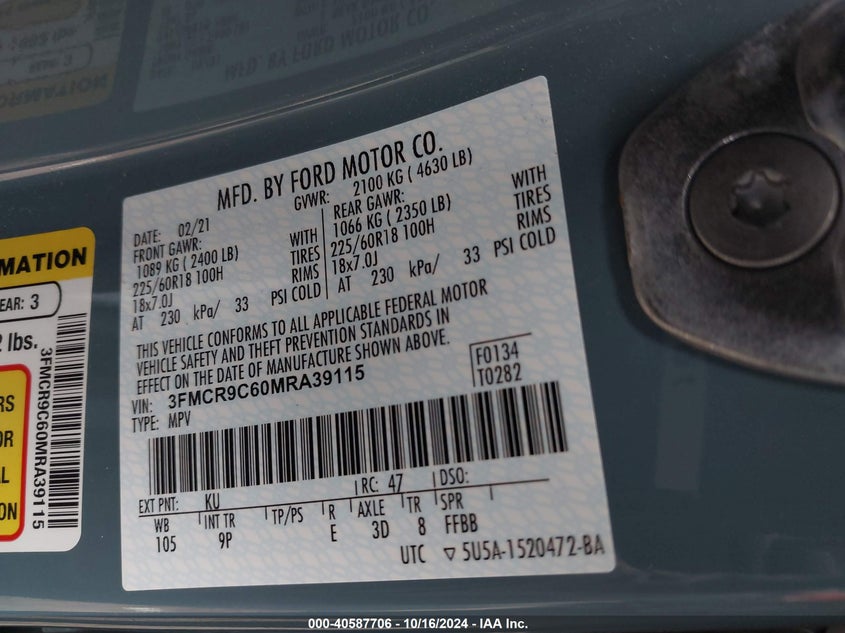 MFD. BY FORD MOTOR CO.
DATE: 02/21
GVWR: 2100 KG ( 4630 LB)
FRONT GAWR:
1089 KG ( 2400 LB)
225/60R18 100H
18x7.0J
AT 230 kPa/ 33 PSI COLD
WITH
TIRES
RIMS
REAR GAWR:
1066 KG ( 2350 LB)
225/60R18 100H
18x7.0J
AT 230 kPa/ 33 PSI COLD
WITH
TIRES
RIMS
THIS VEHICLE CONFORMS TO ALL APPLICABLE FEDERAL MOTOR
VEHICLE SAFETY AND THEFT PREVENTION STANDARDS IN
EFFECT ON THE DATE OF MANUFACTURE SHOWN ABOVE.
F0134
T0282
VIN: 3FMCR9C60MRA39115
TYPE: MPV
EXT PNT: KU RC: 47 DSO:
WB INT TR TP/PS R AXLE TR SPR
105 9P E 3D 8 FFBB
UTC ▽ 5U5A-1520472-BA
MATION
EAR: 3
lbs.
3FMCR9C60MRA39115
RS
OR
AL
ON
000-40587706 - 10/16/2024 - IAA Inc.